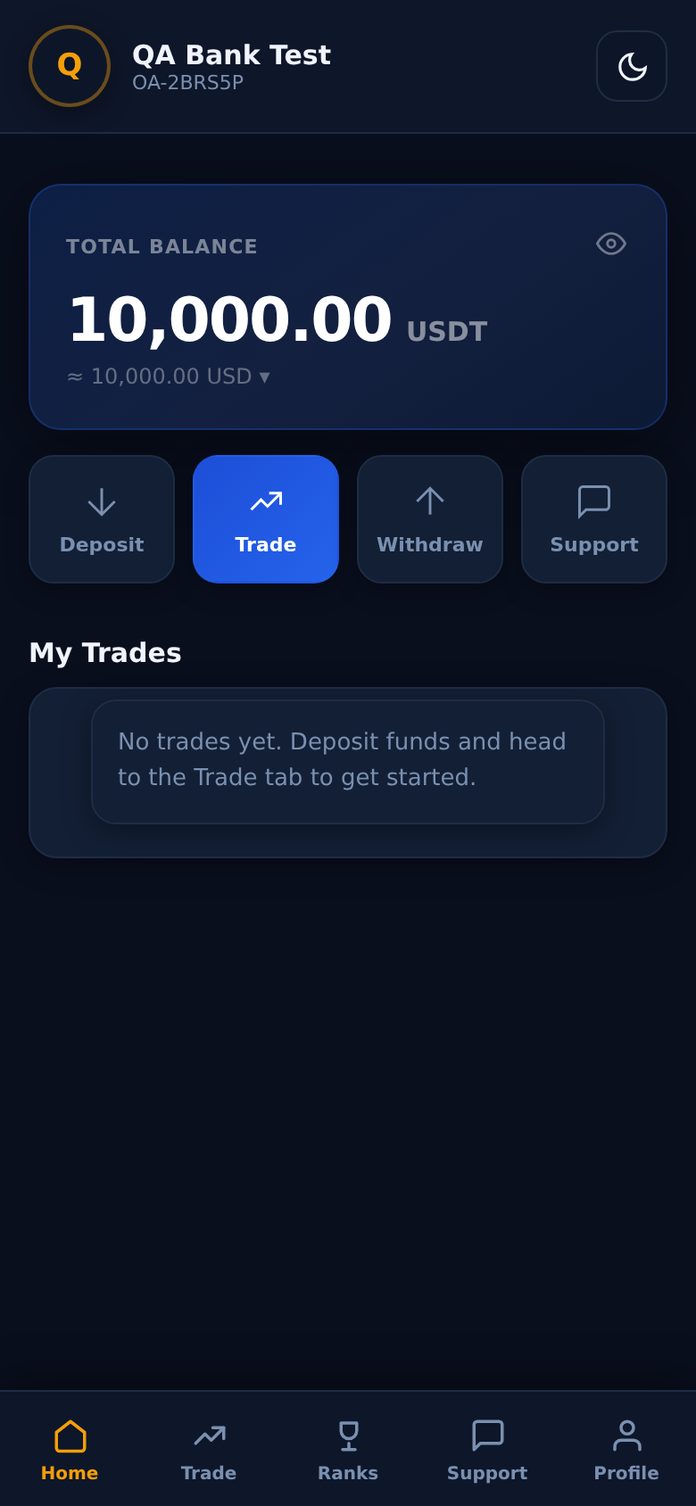 Q
QA Bank Test
OA-2BRS5P
TOTAL BALANCE
10,000.00 USDT
≈ 10,000.00 USD ▾
Deposit
Trade
Withdraw
Support
My Trades
No trades yet. Deposit funds and head
to the Trade tab to get started.
Home
Trade
Ranks
Support
Profile